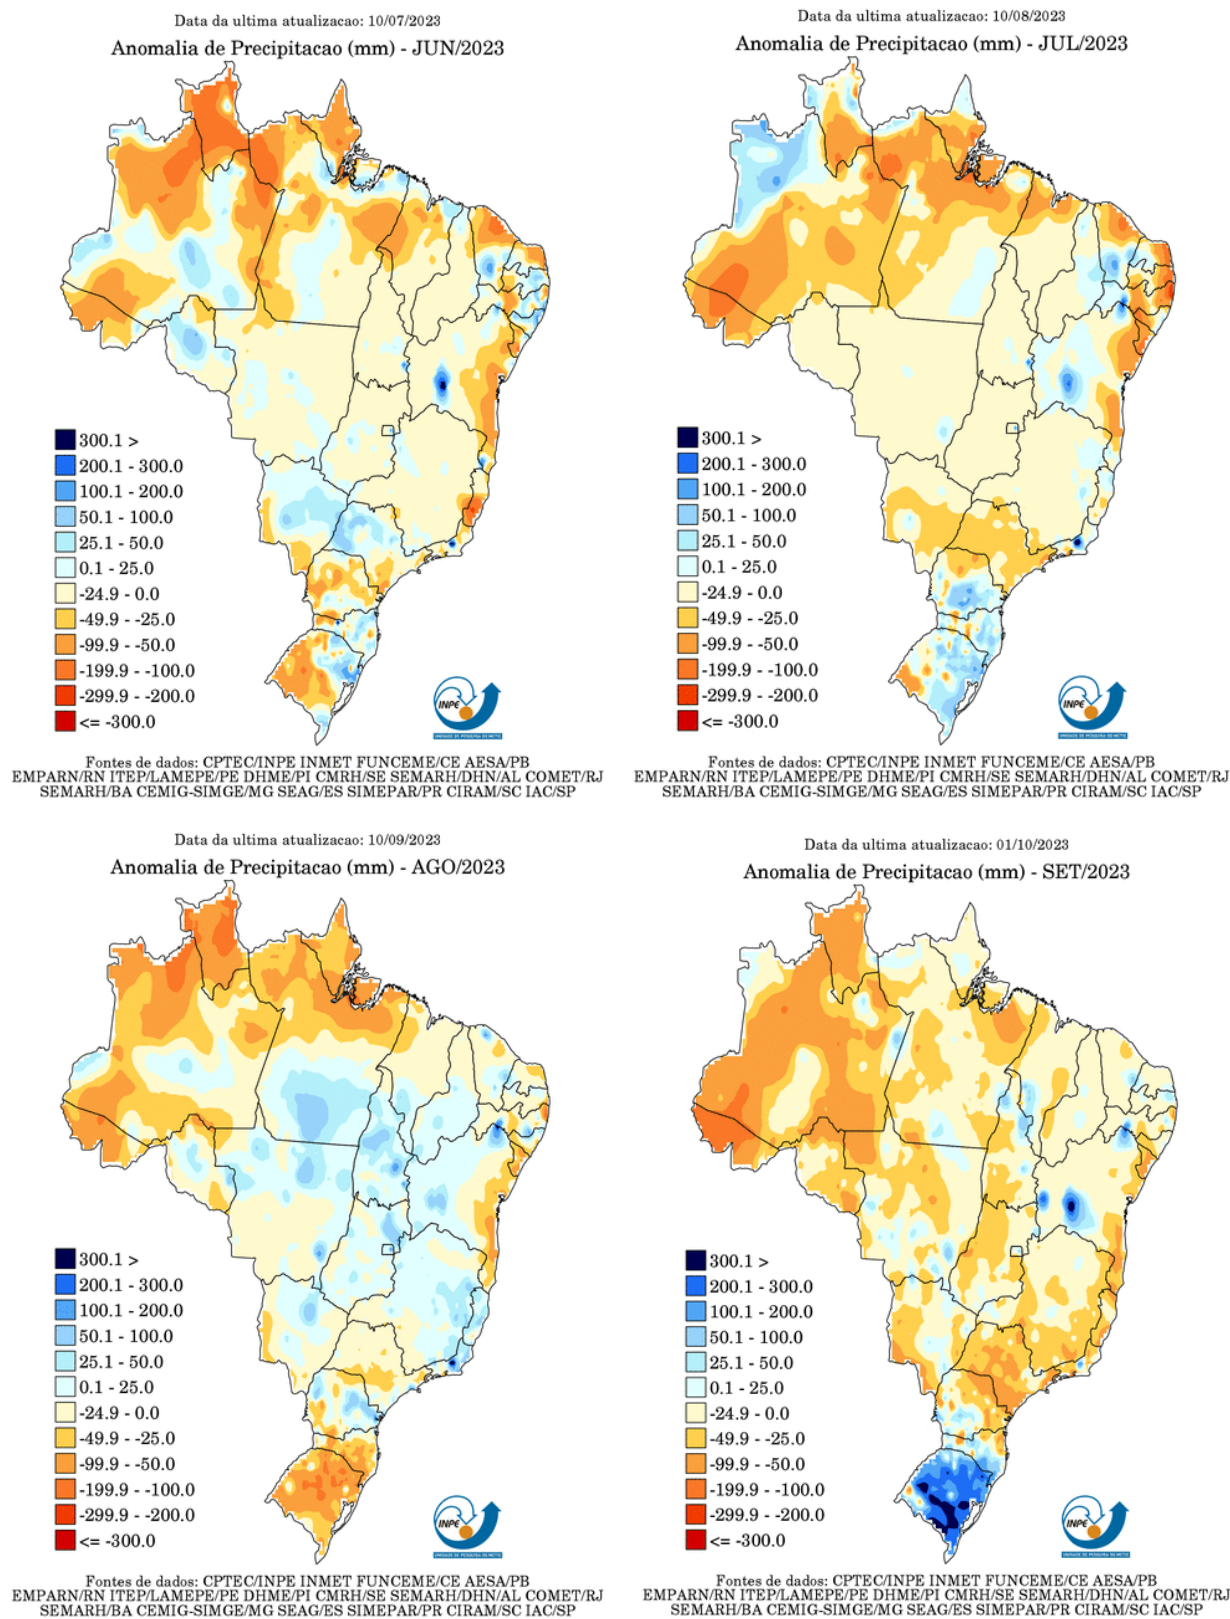 Data da ultima atualizacao: 10/07/2023
Anomalia de Precipitacao (mm) - JUN/2023
300.1 >
200.1 - 300.0
100.1 - 200.0
50.1 - 100.0
25.1 - 50.0
0.1 - 25.0
-24.9 - 0.0
-49.9 - -25.0
-99.9 - -50.0
-199.9 - -100.0
-299.9 - -200.0
<= -300.0
INPE
Fontes de dados: CPTEC/INPE INMET FUNCEME/CE AESA/PB
EMPARN/RN ITEP/LAMEPE/PE DHME/PI CMRH/SE SEMARH/DHN/AL COMET/RJ
SEMARH/BA CEMIG-SIMGE/MG SEAG/ES SIMEPAR/PR CIRAM/SC IAC/SP
Data da ultima atualizacao: 10/08/2023
Anomalia de Precipitacao (mm) - JUL/2023
300.1 >
200.1 - 300.0
100.1 - 200.0
50.1 - 100.0
25.1 - 50.0
0.1 - 25.0
-24.9 - 0.0
-49.9 - -25.0
-99.9 - -50.0
-199.9 - -100.0
-299.9 - -200.0
<= -300.0
INPE
Fontes de dados: CPTEC/INPE INMET FUNCEME/CE AESA/PB
EMPARN/RN ITEP/LAMEPE/PE DHME/PI CMRH/SE SEMARH/DHN/AL COMET/RJ
SEMARH/BA CEMIG-SIMGE/MG SEAG/ES SIMEPAR/PR CIRAM/SC IAC/SP
Data da ultima atualizacao: 10/09/2023
Anomalia de Precipitacao (mm) - AGO/2023
300.1 >
200.1 - 300.0
100.1 - 200.0
50.1 - 100.0
25.1 - 50.0
0.1 - 25.0
-24.9 - 0.0
-49.9 - -25.0
-99.9 - -50.0
-199.9 - -100.0
-299.9 - -200.0
<= -300.0
INPE
Fontes de dados: CPTEC/INPE INMET FUNCEME/CE AESA/PB
EMPARN/RN ITEP/LAMEPE/PE DHME/PI CMRH/SE SEMARH/DHN/AL COMET/RJ
SEMARH/BA CEMIG-SIMGE/MG SEAG/ES SIMEPAR/PR CIRAM/SC IAC/SP
Data da ultima atualizacao: 01/10/2023
Anomalia de Precipitacao (mm) - SET/2023
300.1 >
200.1 - 300.0
100.1 - 200.0
50.1 - 100.0
25.1 - 50.0
0.1 - 25.0
-24.9 - 0.0
-49.9 - -25.0
-99.9 - -50.0
-199.9 - -100.0
-299.9 - -200.0
<= -300.0
INPE
Fontes de dados: CPTEC/INPE INMET FUNCEME/CE AESA/PB
EMPARN/RN ITEP/LAMEPE/PE DHME/PI CMRH/SE SEMARH/DHN/AL COMET/RJ
SEMARH/BA CEMIG-SIMGE/MG SEAG/ES SIMEPAR/PR CIRAM/SC IAC/SP